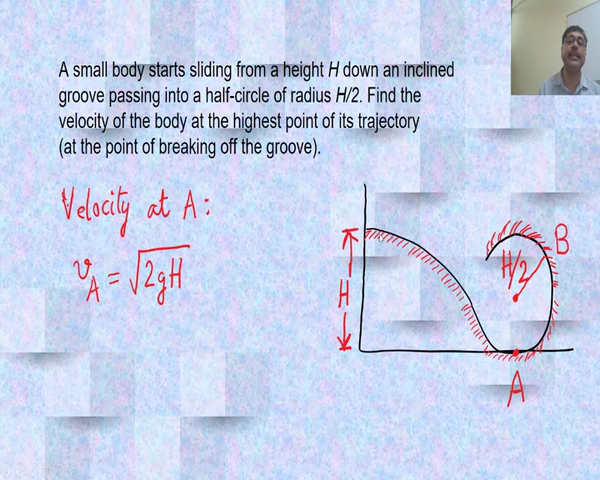 A small body starts sliding from a height H down an inclined
groove passing into a half-circle of radius H/2. Find the
velocity of the body at the highest point of its trajectory
(at the point of breaking off the groove).
Velocity at A:
v_A = √2gH
H
H/2
B
A